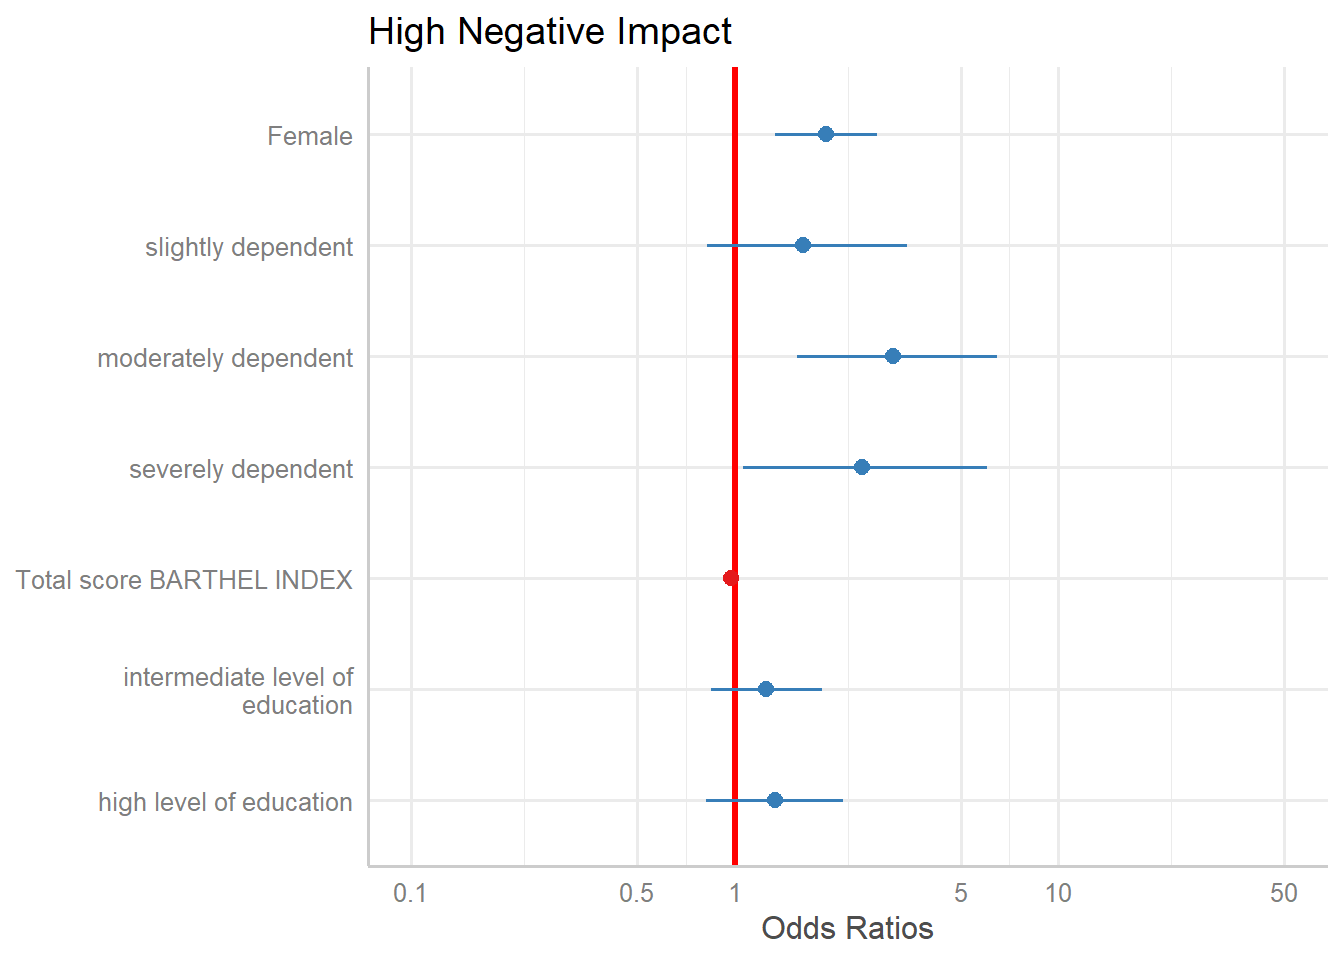 High Negative Impact
Female
slightly dependent
moderately dependent
severely dependent
Total score BARTHEL INDEX
intermediate level of
education
high level of education
0.1 0.5 1 5 10 50
Odds Ratios